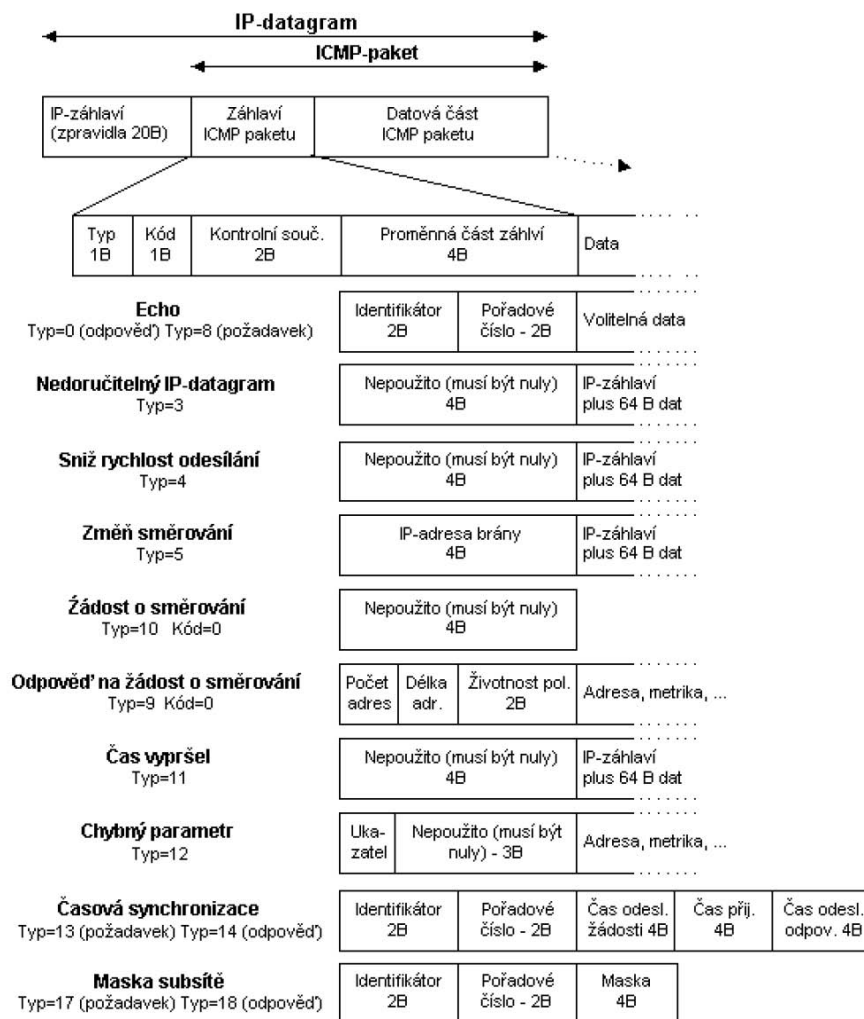 IP-datagram
ICMP-paket
IP-záhlaví
(zpravidla 20B)
Záhlaví
ICMP paketu
Datová část
ICMP paketu
Typ
1B
Kód
1B
Kontrolní souč.
2B
Proměnná část záhlví
4B
Data
Echo
Typ=0 (odpověď) Typ=8 (požadavek)
Identifikátor
2B
Pořadové
číslo - 2B
Volitelná data
Nedoručitelný IP-datagram
Typ=3
Nepoužito (musí být nuly)
4B
IP-záhlaví
plus 64 B dat
Sniž rychlost odesílání
Typ=4
Nepoužito (musí být nuly)
4B
IP-záhlaví
plus 64 B dat
Změň směrování
Typ=5
IP-adresa brány
4B
IP-záhlaví
plus 64 B dat
Źádost o směrování
Typ=10 Kód=0
Nepoužito (musí být nuly)
4B
Odpověď na žádost o směrování
Typ=9 Kód=0
Počet
adres
Délka
adr.
Životnost pol.
2B
Adresa, metrika, ...
Čas vypršel
Typ=11
Nepoužito (musí být nuly)
4B
IP-záhlaví
plus 64 B dat
Chybný parametr
Typ=12
Uka-
zatel
Nepoužito (musí být
nuly) - 3B
Adresa, metrika, ...
Časová synchronizace
Typ=13 (požadavek) Typ=14 (odpověď)
Identifikátor
2B
Pořadové
číslo - 2B
Čas odesl.
žádosti 4B
Čas přij.
4B
Čas odesl.
odpov. 4B
Maska subsítě
Typ=17 (požadavek) Typ=18 (odpověď)
Identifikátor
2B
Pořadové
číslo - 2B
Maska
4B